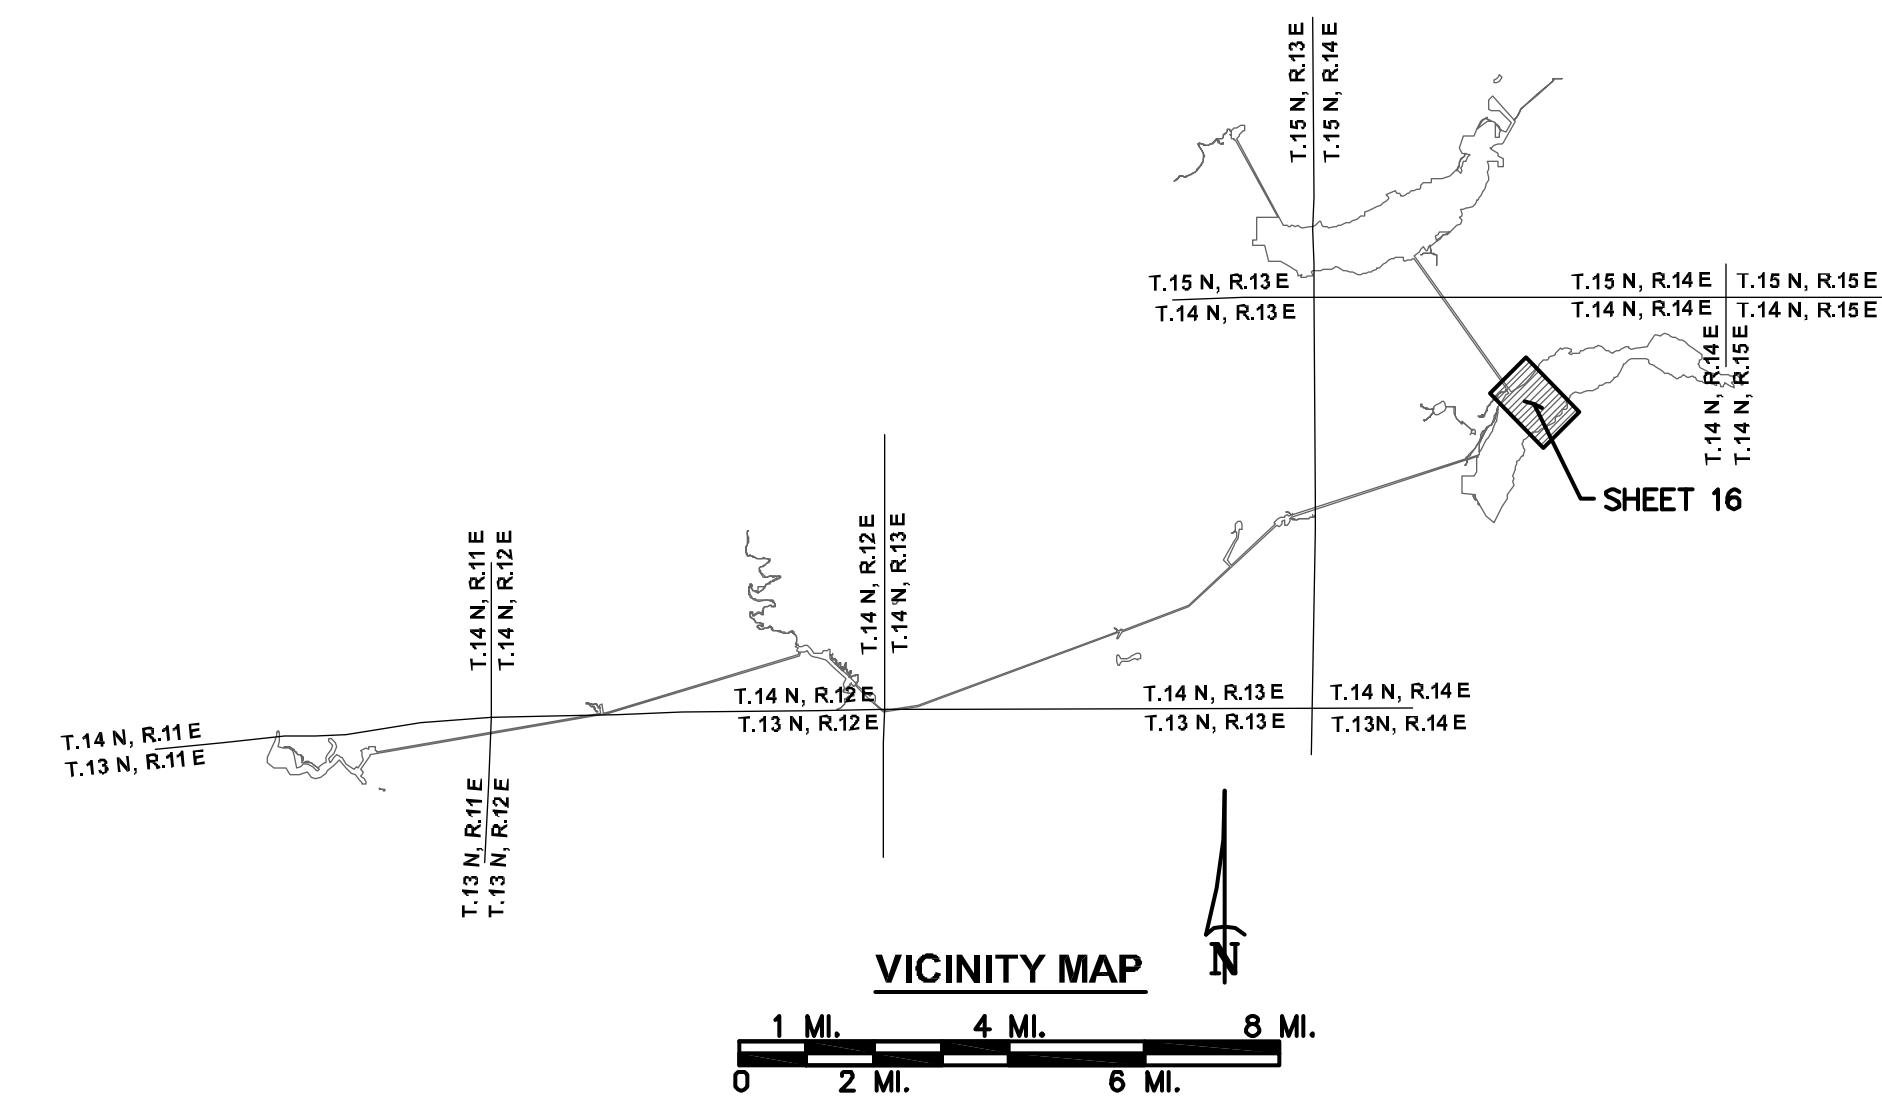 T.15 N, R.13 E
T.15 N, R.14 E
T.15 N, R.13 E
T.14 N, R.13 E
T.15 N, R.14 E
T.14 N, R.14 E
T.15 N, R.15 E
T.14 N, R.15 E
T.14 N, R.14 E
T.14 N, R.15 E
SHEET 16
T.14 N, R.11 E
T.14 N, R.12 E
T.14 N, R.12 E
T.14 N, R.13 E
T.14 N, R.11 E
T.13 N, R.11 E
T.14 N, R.12 E
T.13 N, R.12 E
T.14 N, R.13 E
T.13 N, R.13 E
T.14 N, R.14 E
T.13N, R.14 E
T.13 N, R.11 E
T.13 N, R.12 E
N
VICINITY MAP
1 MI. 4 MI. 8 MI.
0 2 MI. 6 MI.